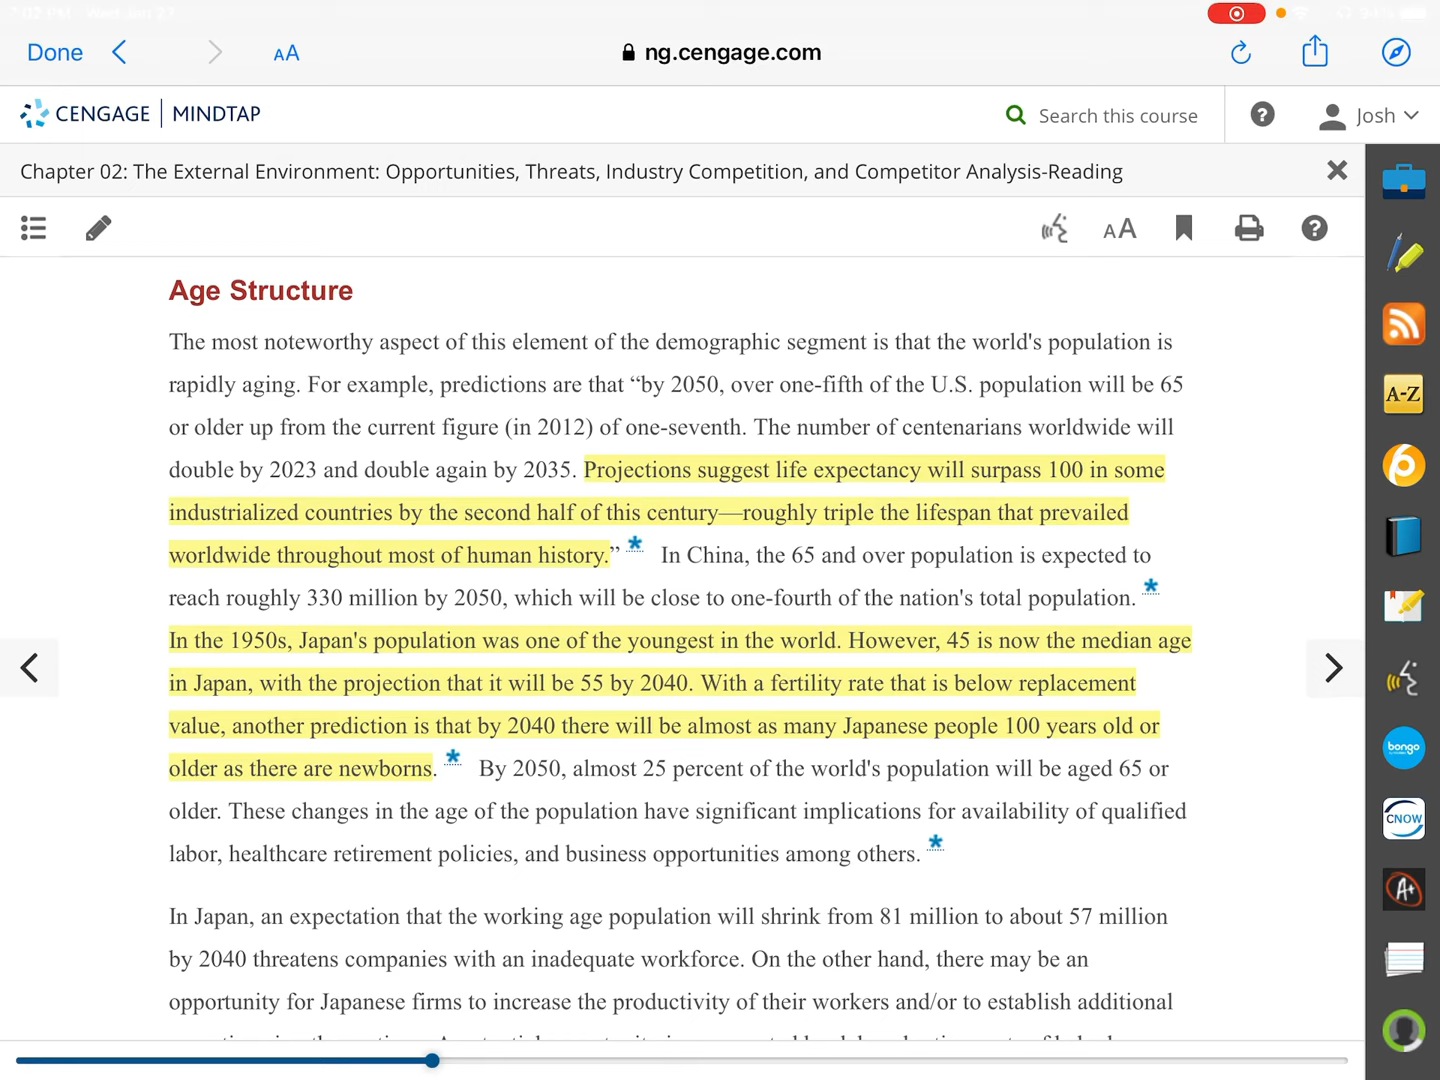 7:02 PM Wed Jan 27
Done
AA
ng.cengage.com
CENGAGE | MINDTAP
Search this course
Josh
Chapter 02: The External Environment: Opportunities, Threats, Industry Competition, and Competitor Analysis-Reading
AA
Age Structure
The most noteworthy aspect of this element of the demographic segment is that the world's population is
rapidly aging. For example, predictions are that “by 2050, over one-fifth of the U.S. population will be 65
or older up from the current figure (in 2012) of one-seventh. The number of centenarians worldwide will
double by 2023 and double again by 2035. Projections suggest life expectancy will surpass 100 in some
industrialized countries by the second half of this century—roughly triple the lifespan that prevailed
worldwide throughout most of human history.” * In China, the 65 and over population is expected to
reach roughly 330 million by 2050, which will be close to one-fourth of the nation's total population. *
In the 1950s, Japan's population was one of the youngest in the world. However, 45 is now the median age
in Japan, with the projection that it will be 55 by 2040. With a fertility rate that is below replacement
value, another prediction is that by 2040 there will be almost as many Japanese people 100 years old or
older as there are newborns. * By 2050, almost 25 percent of the world's population will be aged 65 or
older. These changes in the age of the population have significant implications for availability of qualified
labor, healthcare retirement policies, and business opportunities among others. *
In Japan, an expectation that the working age population will shrink from 81 million to about 57 million
by 2040 threatens companies with an inadequate workforce. On the other hand, there may be an
opportunity for Japanese firms to increase the productivity of their workers and/or to establish additional
A-Z
bongo
CNOW
A+